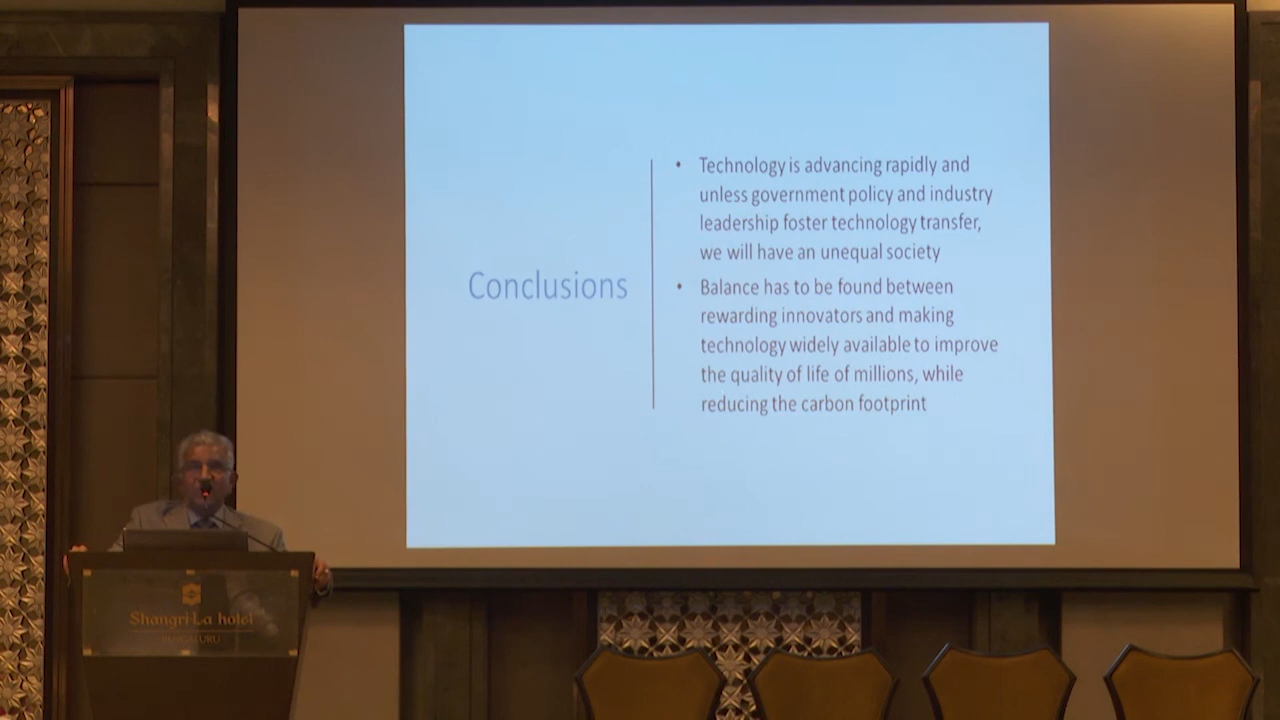 Conclusions
• Technology is advancing rapidly and
unless government policy and industry
leadership foster technology transfer,
we will have an unequal society
• Balance has to be found between
rewarding innovators and making
technology widely available to improve
the quality of life of millions, while
reducing the carbon footprint
Shangri-La hotel
BENGALURU